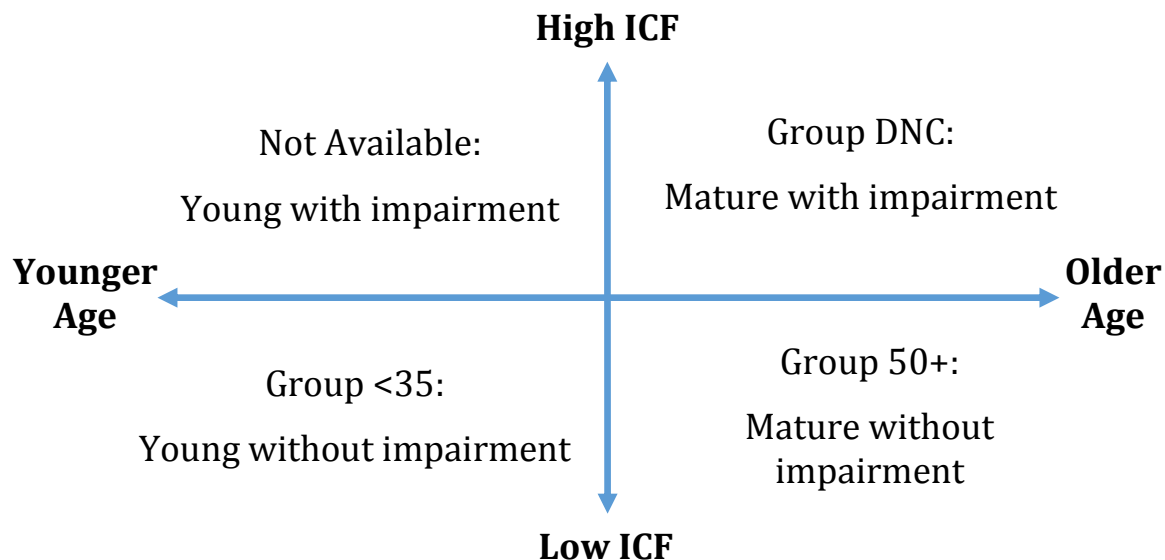 High ICF
Not Available:
Young with impairment
Group DNC:
Mature with impairment
Younger
Age
Older
Age
Group <35:
Young without impairment
Group 50+:
Mature without
impairment
Low ICF